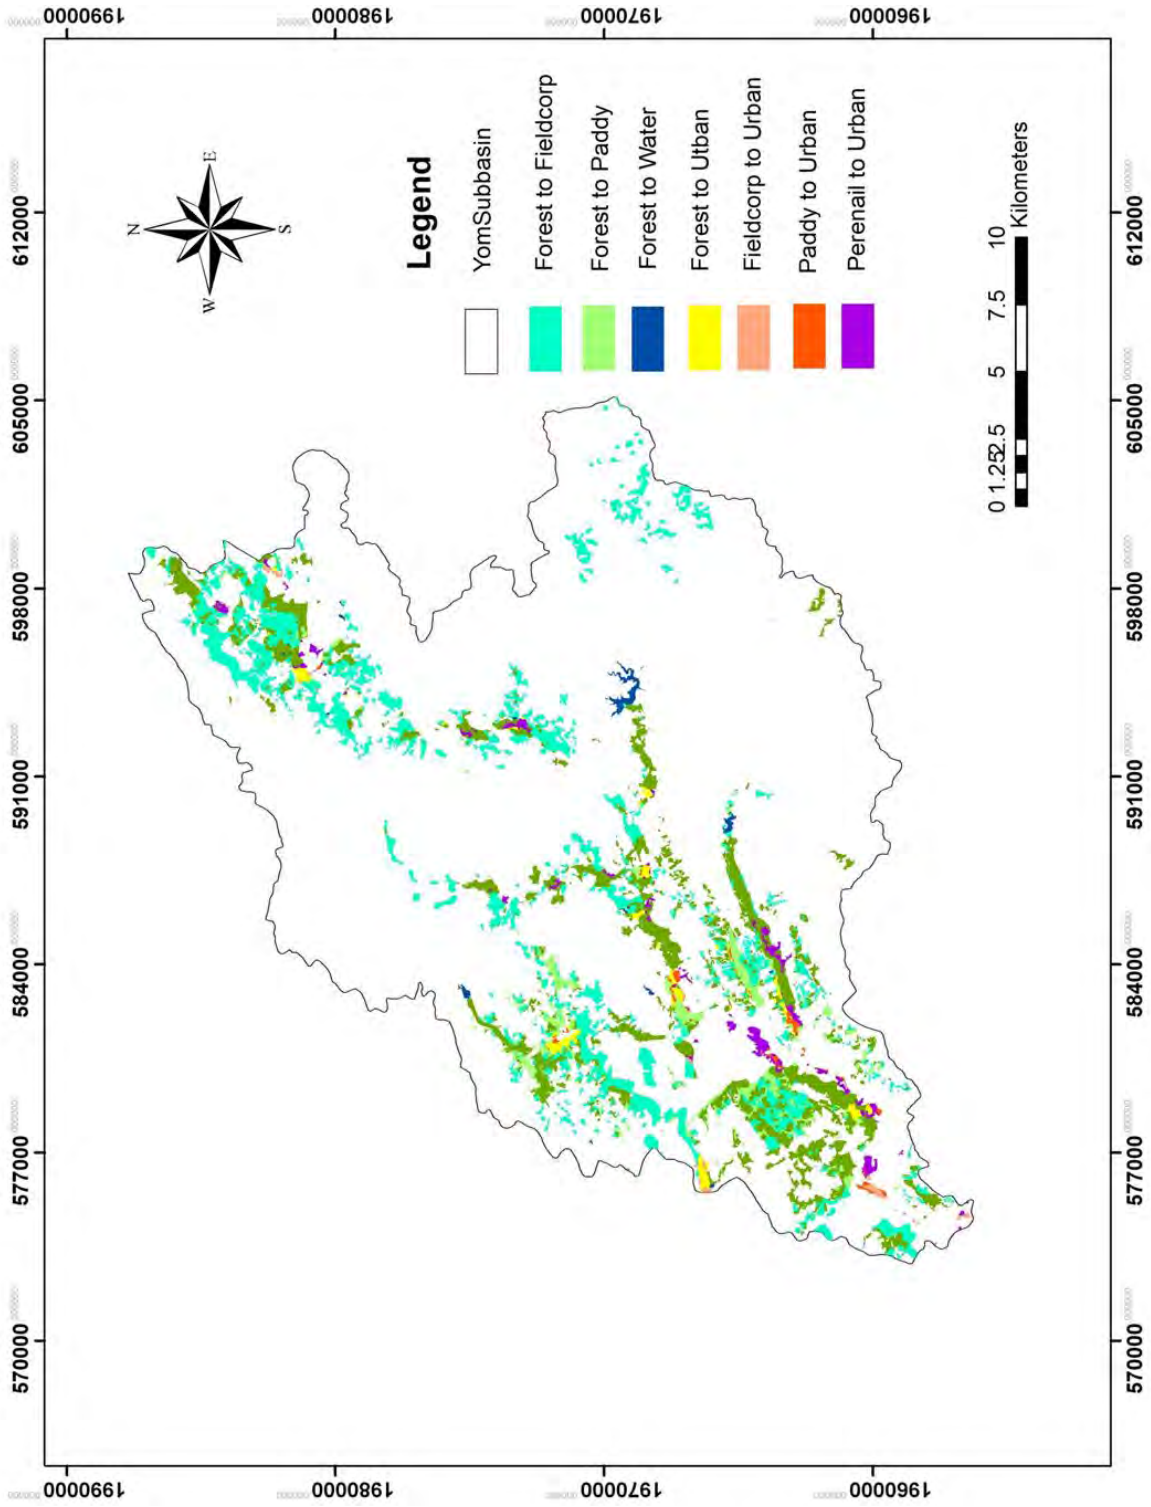 570000 577000 584000 591000 598000 605000 612000
1990000
1990000
N
W
E
S
1980000
1980000
Legend
YomSubbasin
Forest to Fieldcorp
Forest to Paddy
Forest to Water
Forest to Utban
Fieldcorp to Urban
Paddy to Urban
Perenail to Urban
1970000
1970000
1960000
1960000
0 1.25 2.5 5 7.5 10
Kilometers
570000 577000 584000 591000 598000 605000 612000